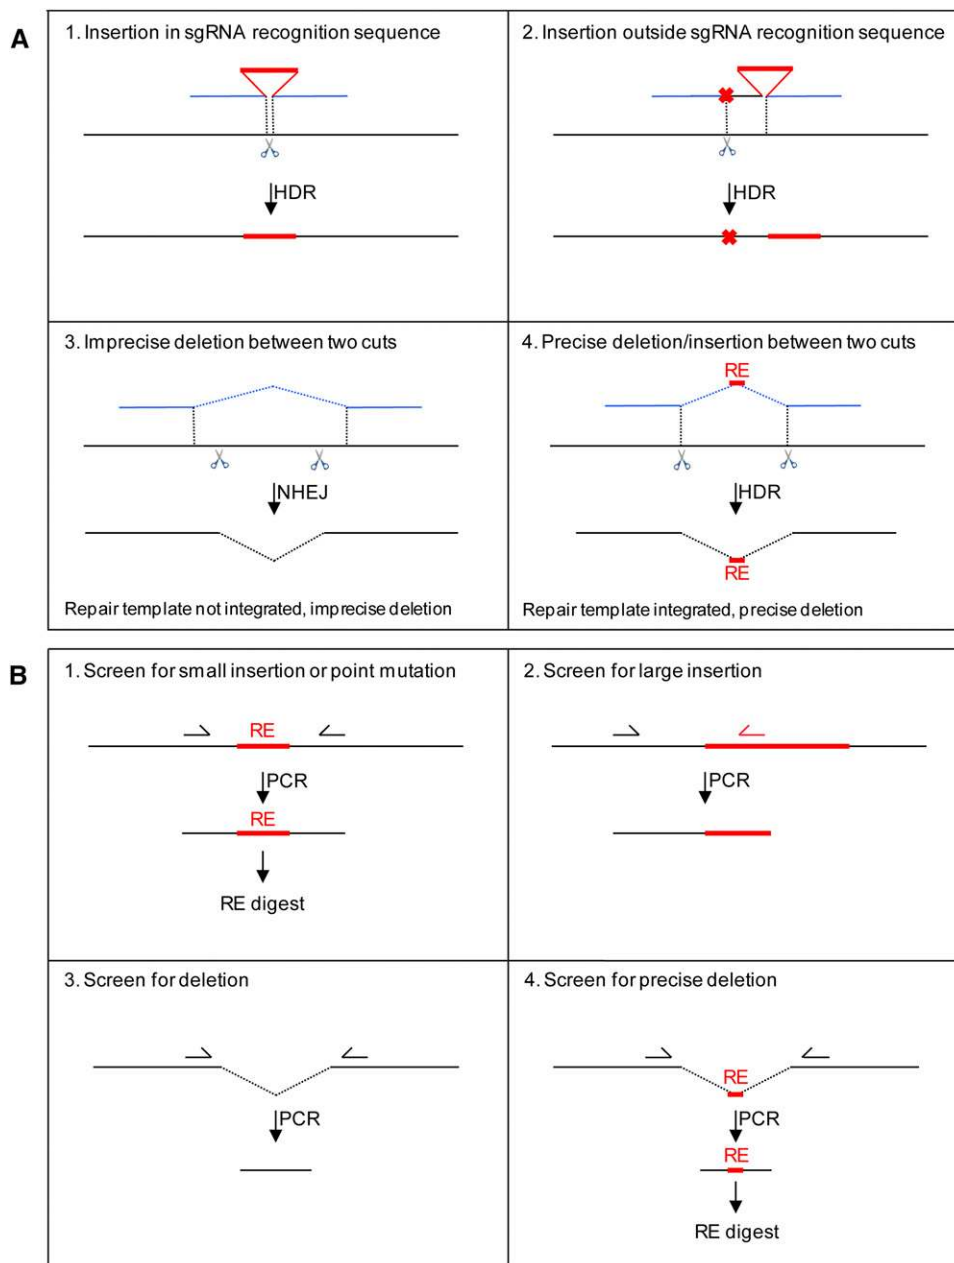 A
1. Insertion in sgRNA recognition sequence
HDR
2. Insertion outside sgRNA recognition sequence
HDR
3. Imprecise deletion between two cuts
NHEJ
Repair template not integrated, imprecise deletion
4. Precise deletion/insertion between two cuts
RE
HDR
RE
Repair template integrated, precise deletion
B
1. Screen for small insertion or point mutation
RE
PCR
RE
RE digest
2. Screen for large insertion
PCR
3. Screen for deletion
PCR
4. Screen for precise deletion
RE
PCR
RE
RE digest